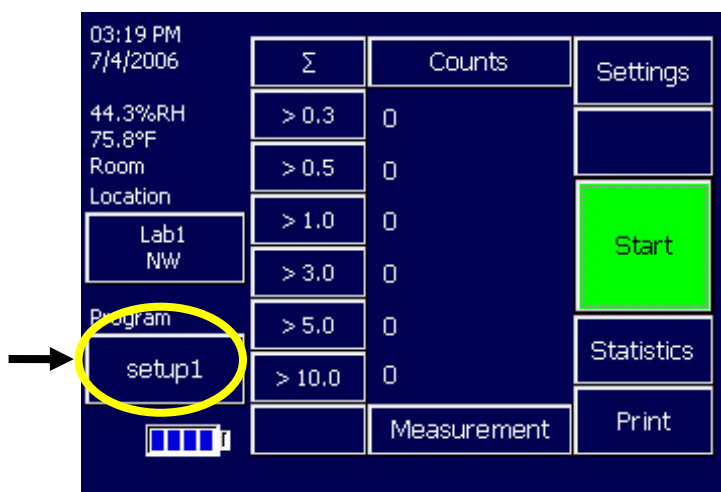 03:19 PM
7/4/2006
44.3%RH
75.8°F
Room
Location
Lab1
NW
Program
setup1
Σ
> 0.3
> 0.5
> 1.0
> 3.0
> 5.0
> 10.0
Counts
0
0
0
0
0
0
Measurement
Settings
Start
Statistics
Print